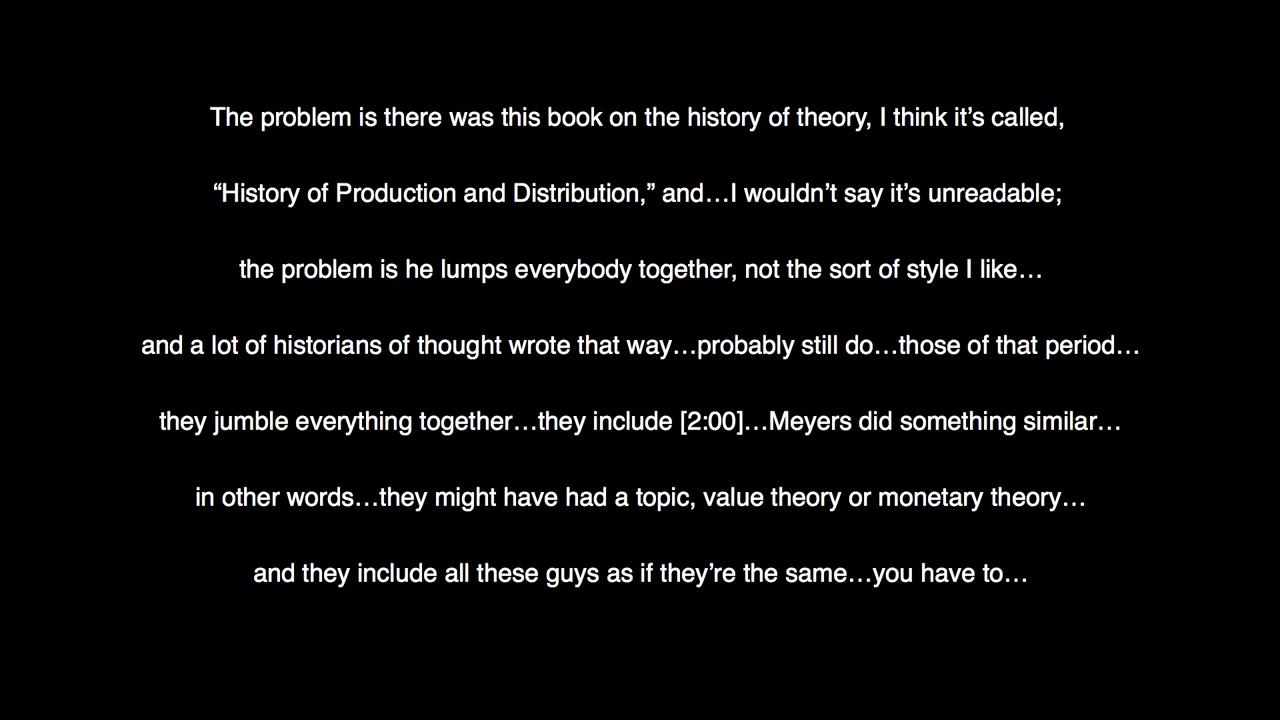 The problem is there was this book on the history of theory, I think it’s called,
“History of Production and Distribution,” and…I wouldn’t say it’s unreadable;
the problem is he lumps everybody together, not the sort of style I like…
and a lot of historians of thought wrote that way…probably still do…those of that period…
they jumble everything together…they include [2:00]…Meyers did something similar…
in other words…they might have had a topic, value theory or monetary theory…
and they include all these guys as if they’re the same…you have to…